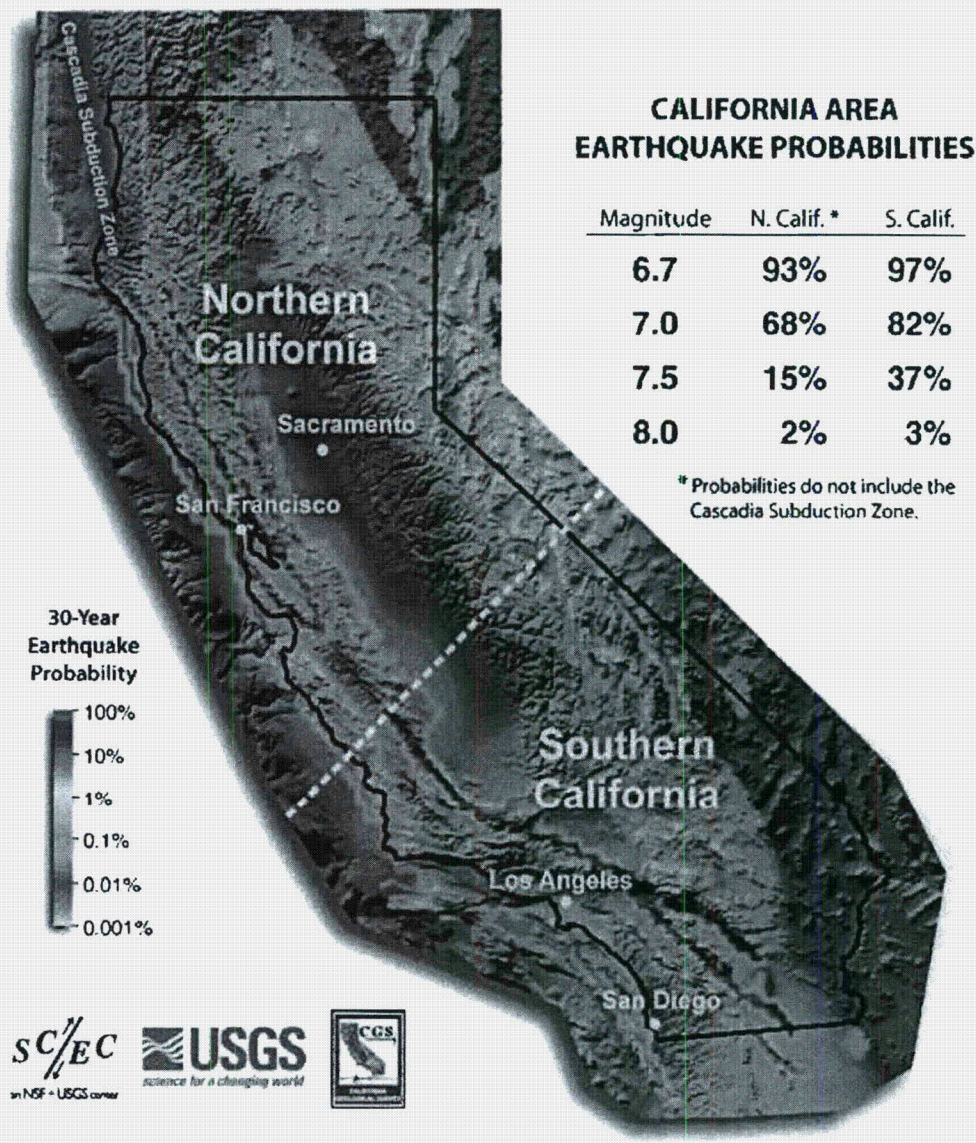 Cascadia Subduction Zone
CALIFORNIA AREA
EARTHQUAKE PROBABILITIES
Magnitude N. Calif. * S. Calif.
6.7 93% 97%
7.0 68% 82%
7.5 15% 37%
8.0 2% 3%
* Probabilities do not include the
Cascadia Subduction Zone.
Northern
California
Sacramento
San Francisco
30-Year
Earthquake
Probability
100%
10%
1%
0.1%
0.01%
0.001%
Southern
California
Los Angeles
San Diego
SC/EC
an NSF + USGS center
USGS
science for a changing world
CGS